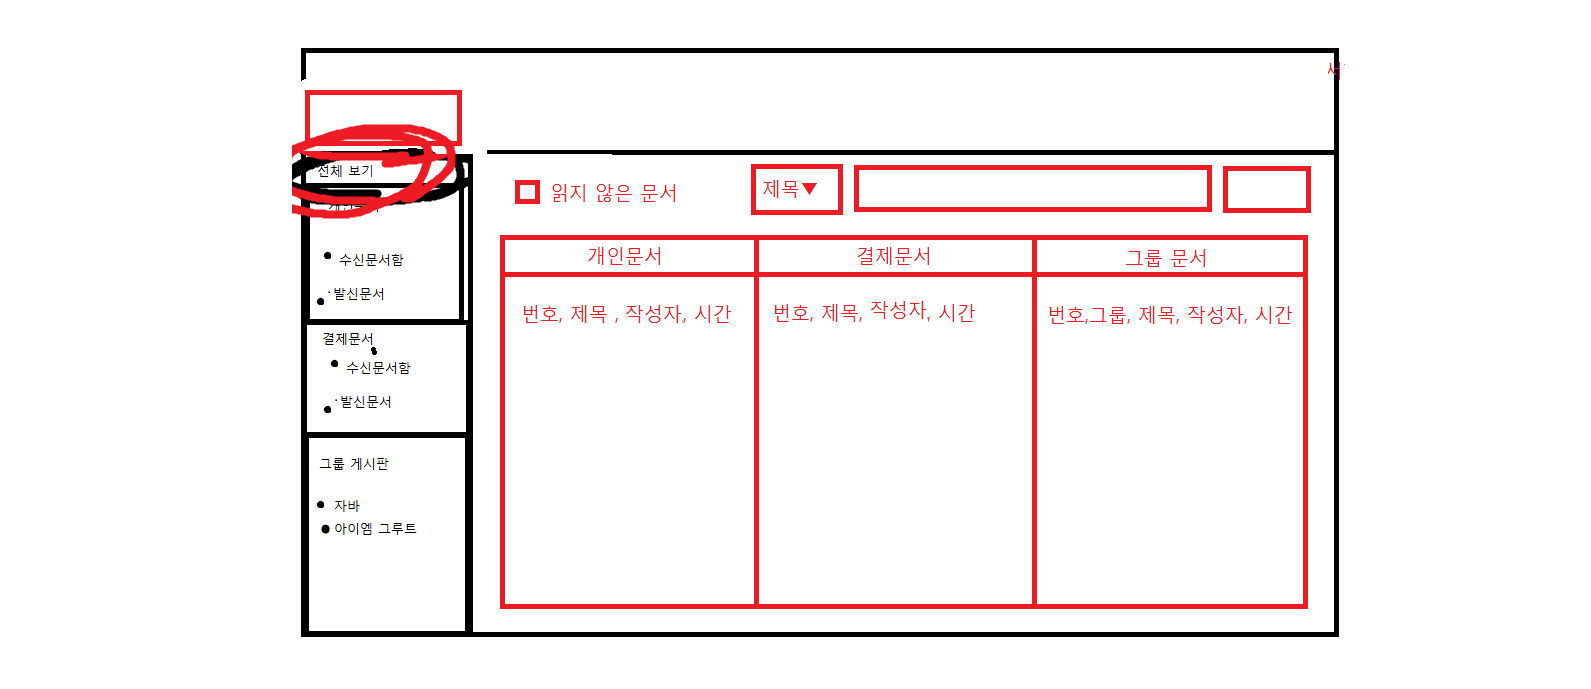 전체 보기
수신문서함
발신문서
결제문서
수신문서함
발신문서
그룹 게시판
자바
아이엠 그루트
읽지 않은 문서
제목▼
개인문서 결제문서 그룹 문서
번호, 제목 , 작성자, 시간
번호, 제목, 작성자, 시간
번호,그룹, 제목, 작성자, 시간